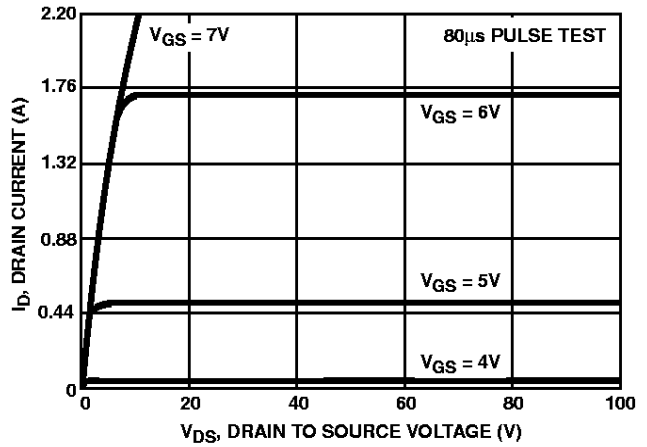 2.20
1.76
1.32
0.88
0.44
0
I_D, DRAIN CURRENT (A)
V_GS = 7V
80μs PULSE TEST
V_GS = 6V
V_GS = 5V
V_GS = 4V
0 20 40 60 80 100
V_DS, DRAIN TO SOURCE VOLTAGE (V)